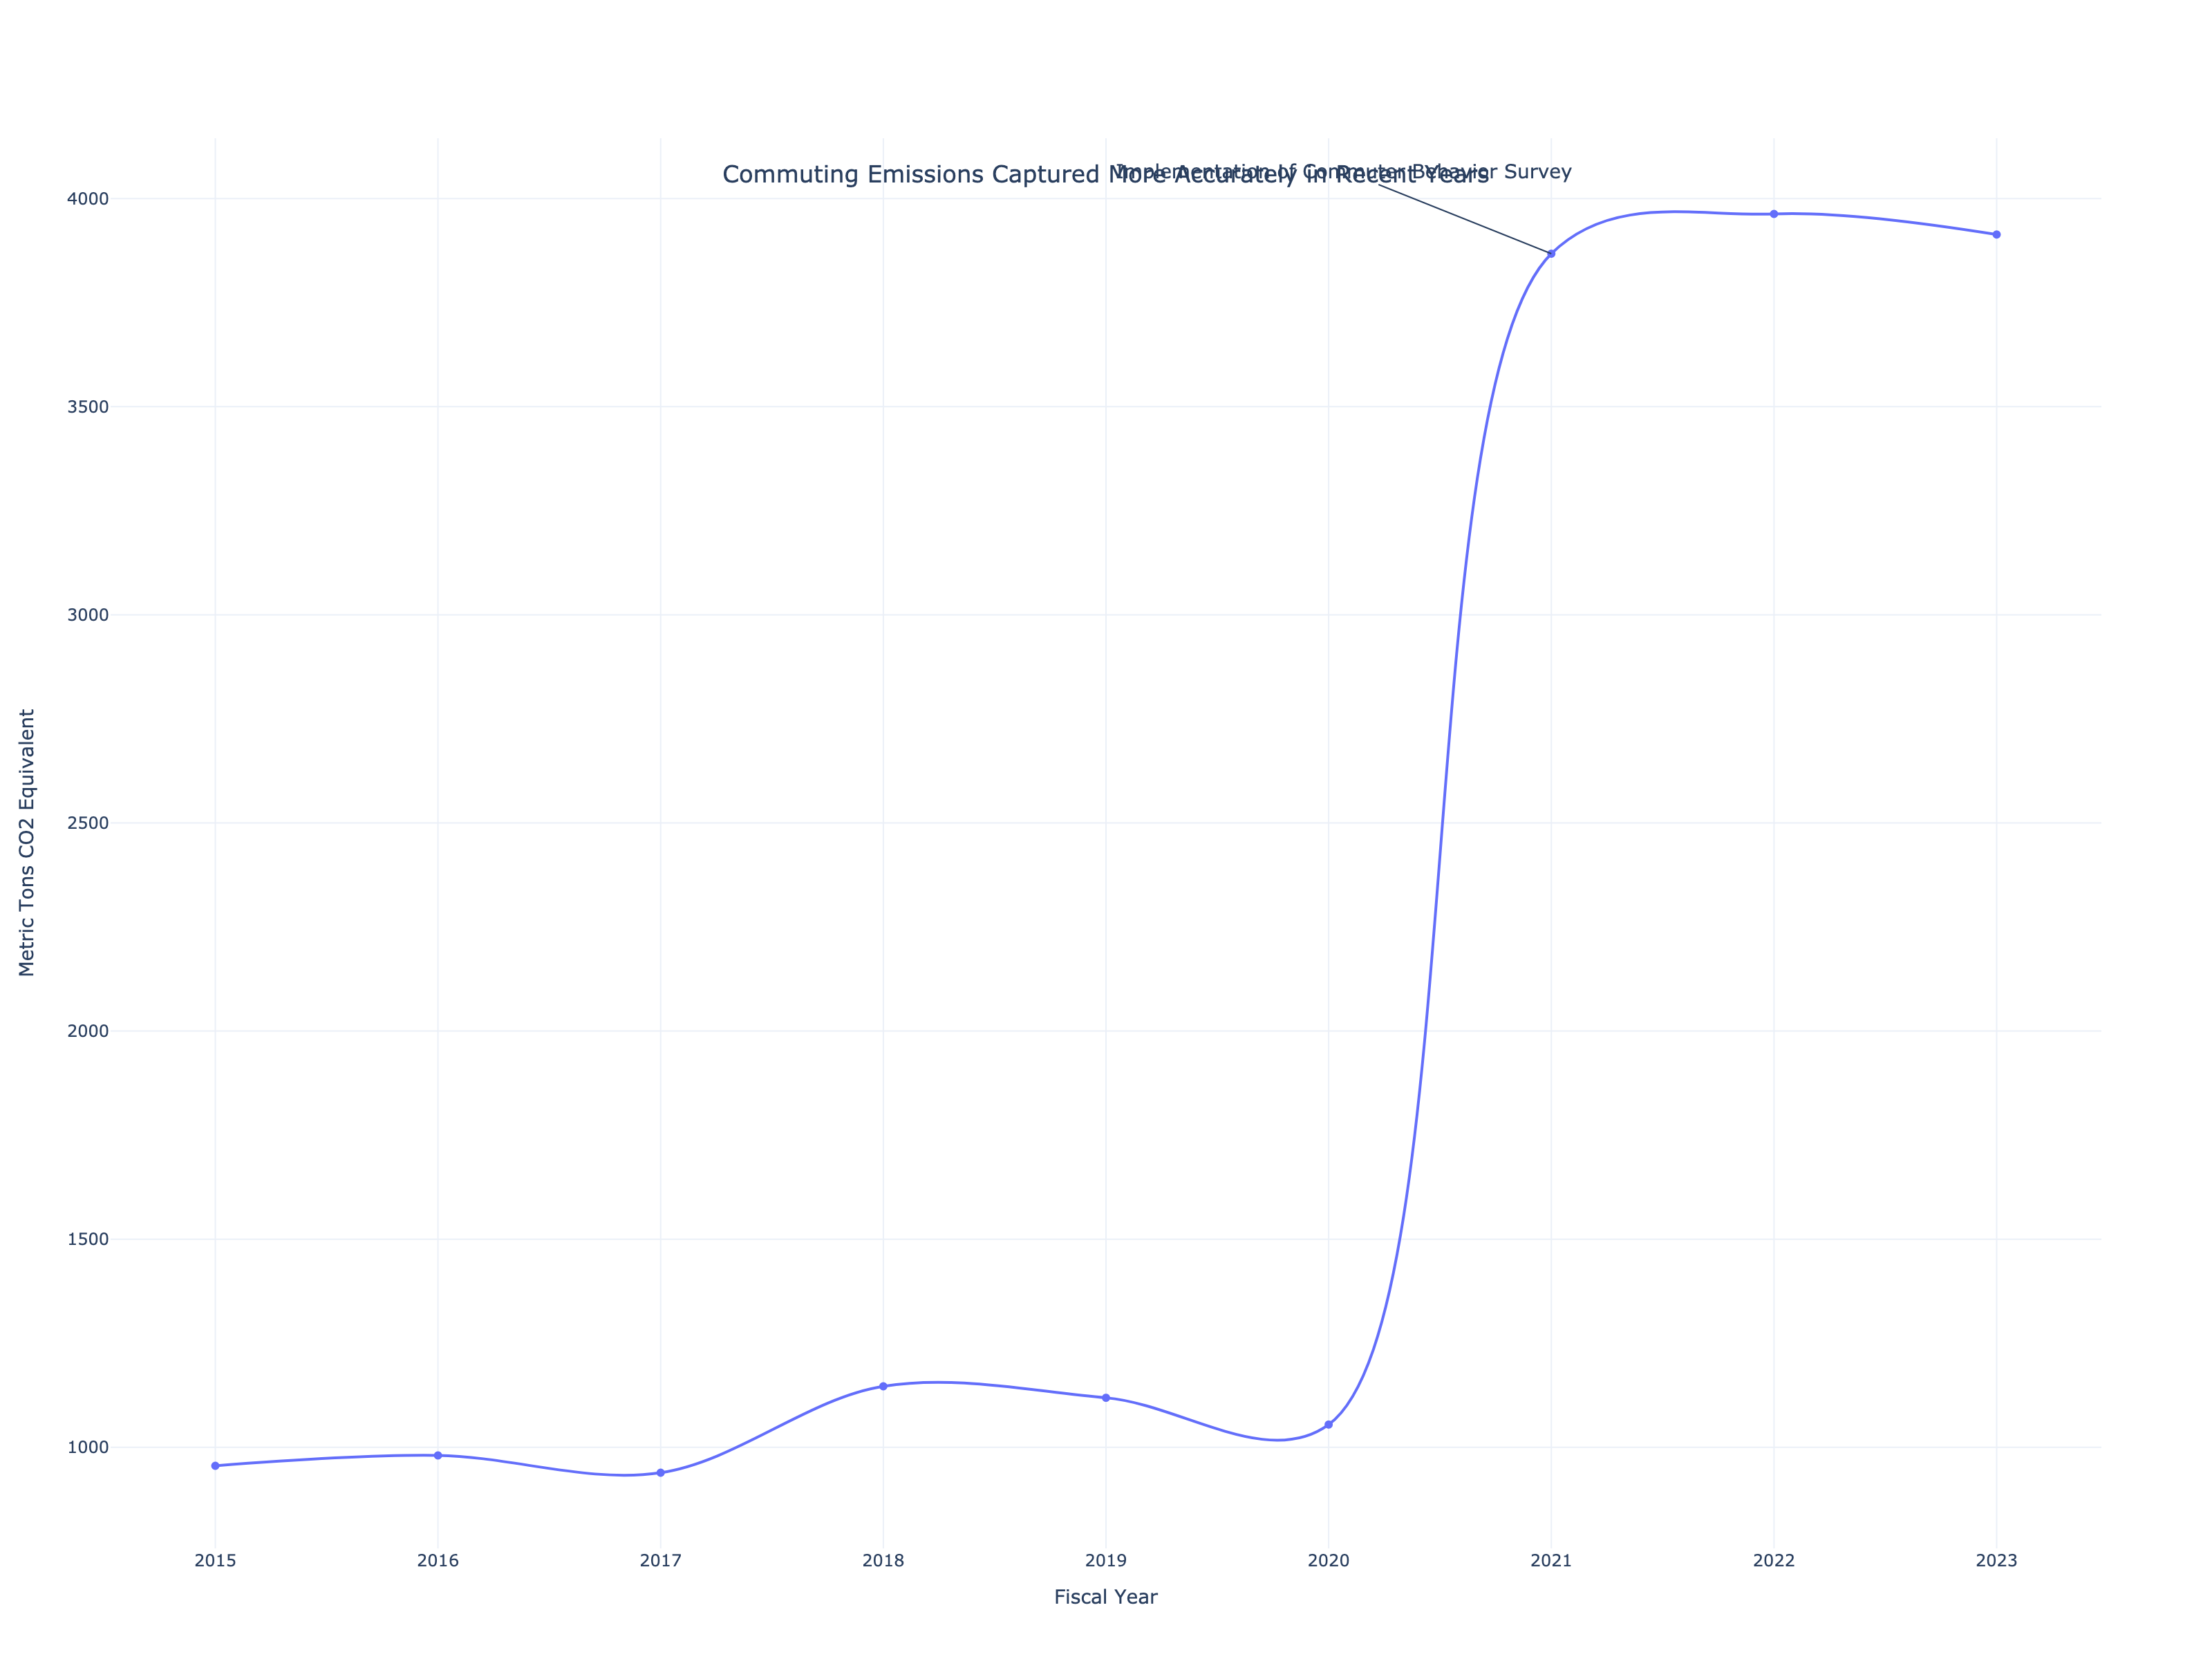 Commuting Emissions Captured More Accurately in Recent Years
Implementation of Commuter Behavior Survey
4000
3500
3000
2500
2000
1500
1000
Metric Tons CO2 Equivalent
2015 2016 2017 2018 2019 2020 2021 2022 2023
Fiscal Year